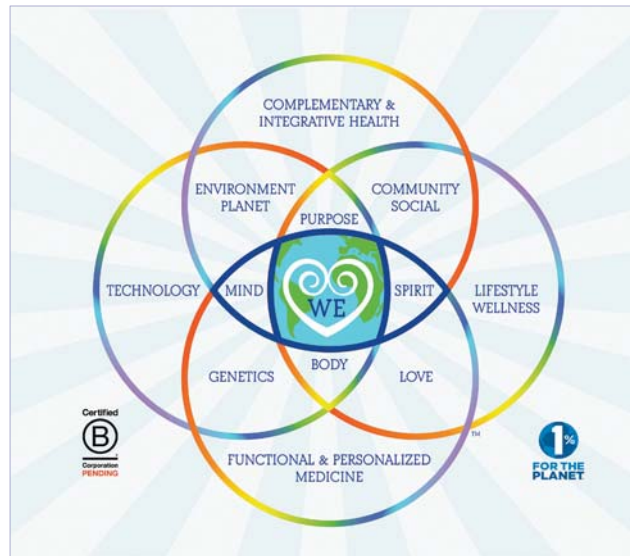 COMPLEMENTARY &
INTEGRATIVE HEALTH
ENVIRONMENT
PLANET
COMMUNITY
SOCIAL
PURPOSE
TECHNOLOGY
MIND
WE
SPIRIT
LIFESTYLE
WELLNESS
GENETICS
BODY
LOVE
FUNCTIONAL & PERSONALIZED
MEDICINE
TM
Certified
B
Corporation
PENDING
1%
FOR THE
PLANET